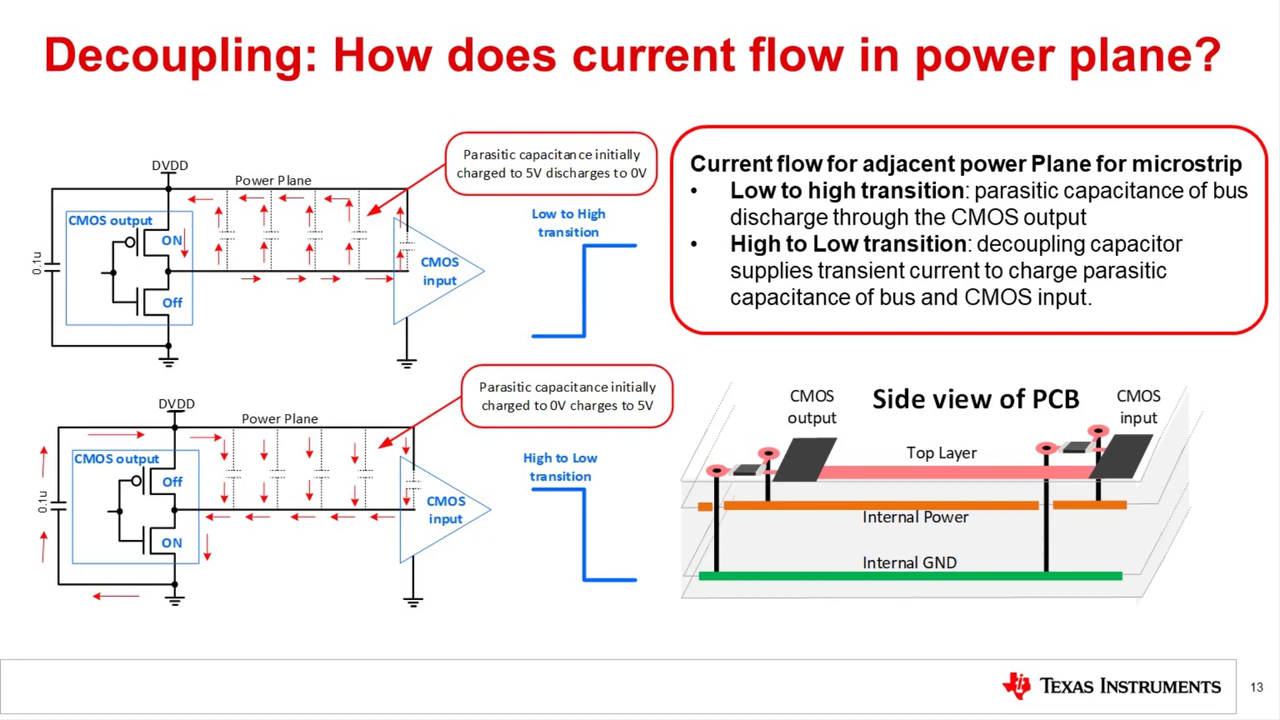 Decoupling: How does current flow in power plane?
Parasitic capacitance initially
charged to 5V discharges to 0V
DVDD
Power Plane
CMOS output
ON
Off
0.1u
CMOS
input
Low to High
transition
Current flow for adjacent power Plane for microstrip
• Low to high transition: parasitic capacitance of bus
discharge through the CMOS output
• High to Low transition: decoupling capacitor
supplies transient current to charge parasitic
capacitance of bus and CMOS input.
Parasitic capacitance initially
charged to 0V charges to 5V
DVDD
Power Plane
CMOS output
Off
ON
0.1u
CMOS
input
High to Low
transition
Side view of PCB
CMOS
output
CMOS
input
Top Layer
Internal Power
Internal GND
TEXAS INSTRUMENTS
13